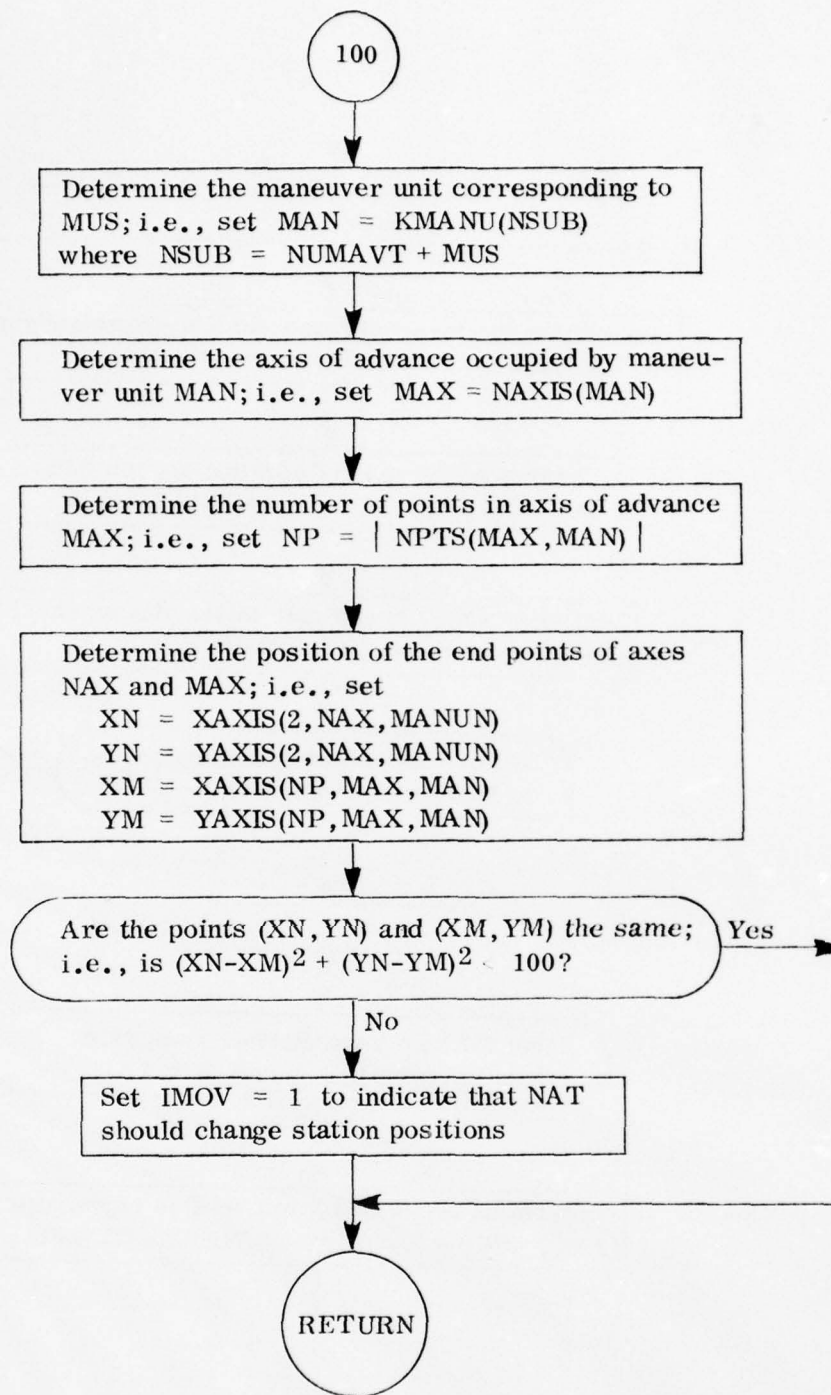 100
Determine the maneuver unit corresponding to
MUS; i.e., set MAN = KMANU(NSUB)
where NSUB = NUMAVT + MUS
Determine the axis of advance occupied by maneu-
ver unit MAN; i.e., set MAX = NAXIS(MAN)
Determine the number of points in axis of advance
MAX; i.e., set NP = | NPTS(MAX,MAN) |
Determine the position of the end points of axes
NAX and MAX; i.e., set
XN = XAXIS(2,NAX,MANUN)
YN = YAXIS(2,NAX,MANUN)
XM = XAXIS(NP,MAX,MAN)
YM = YAXIS(NP,MAX,MAN)
Are the points (XN,YN) and (XM,YM) the same;
i.e., is (XN-XM)² + (YN-YM)² 100?
Yes
No
Set IMOV = 1 to indicate that NAT
should change station positions
RETURN